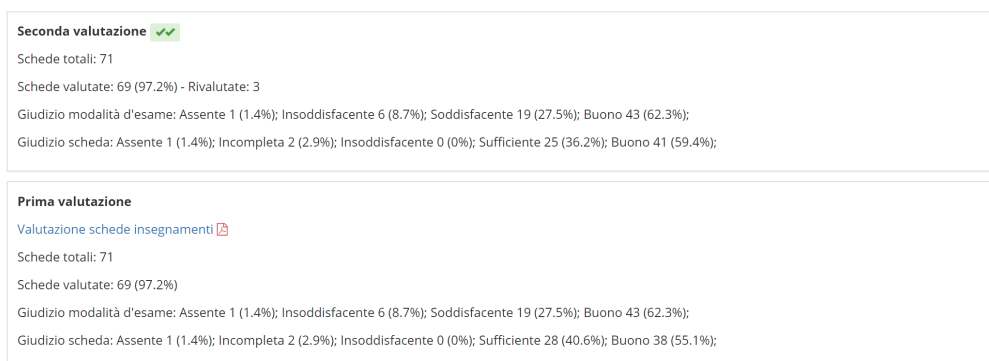 Seconda valutazione
Schede totali: 71
Schede valutate: 69 (97.2%) - Rivalutate: 3
Giudizio modalità d'esame: Assente 1 (1.4%); Insoddisfacente 6 (8.7%); Soddisfacente 19 (27.5%); Buono 43 (62.3%);
Giudizio scheda: Assente 1 (1.4%); Incompleta 2 (2.9%); Insoddisfacente 0 (0%); Sufficiente 25 (36.2%); Buono 41 (59.4%);
Prima valutazione
Valutazione schede insegnamenti
Schede totali: 71
Schede valutate: 69 (97.2%)
Giudizio modalità d'esame: Assente 1 (1.4%); Insoddisfacente 6 (8.7%); Soddisfacente 19 (27.5%); Buono 43 (62.3%);
Giudizio scheda: Assente 1 (1.4%); Incompleta 2 (2.9%); Insoddisfacente 0 (0%); Sufficiente 28 (40.6%); Buono 38 (55.1%);